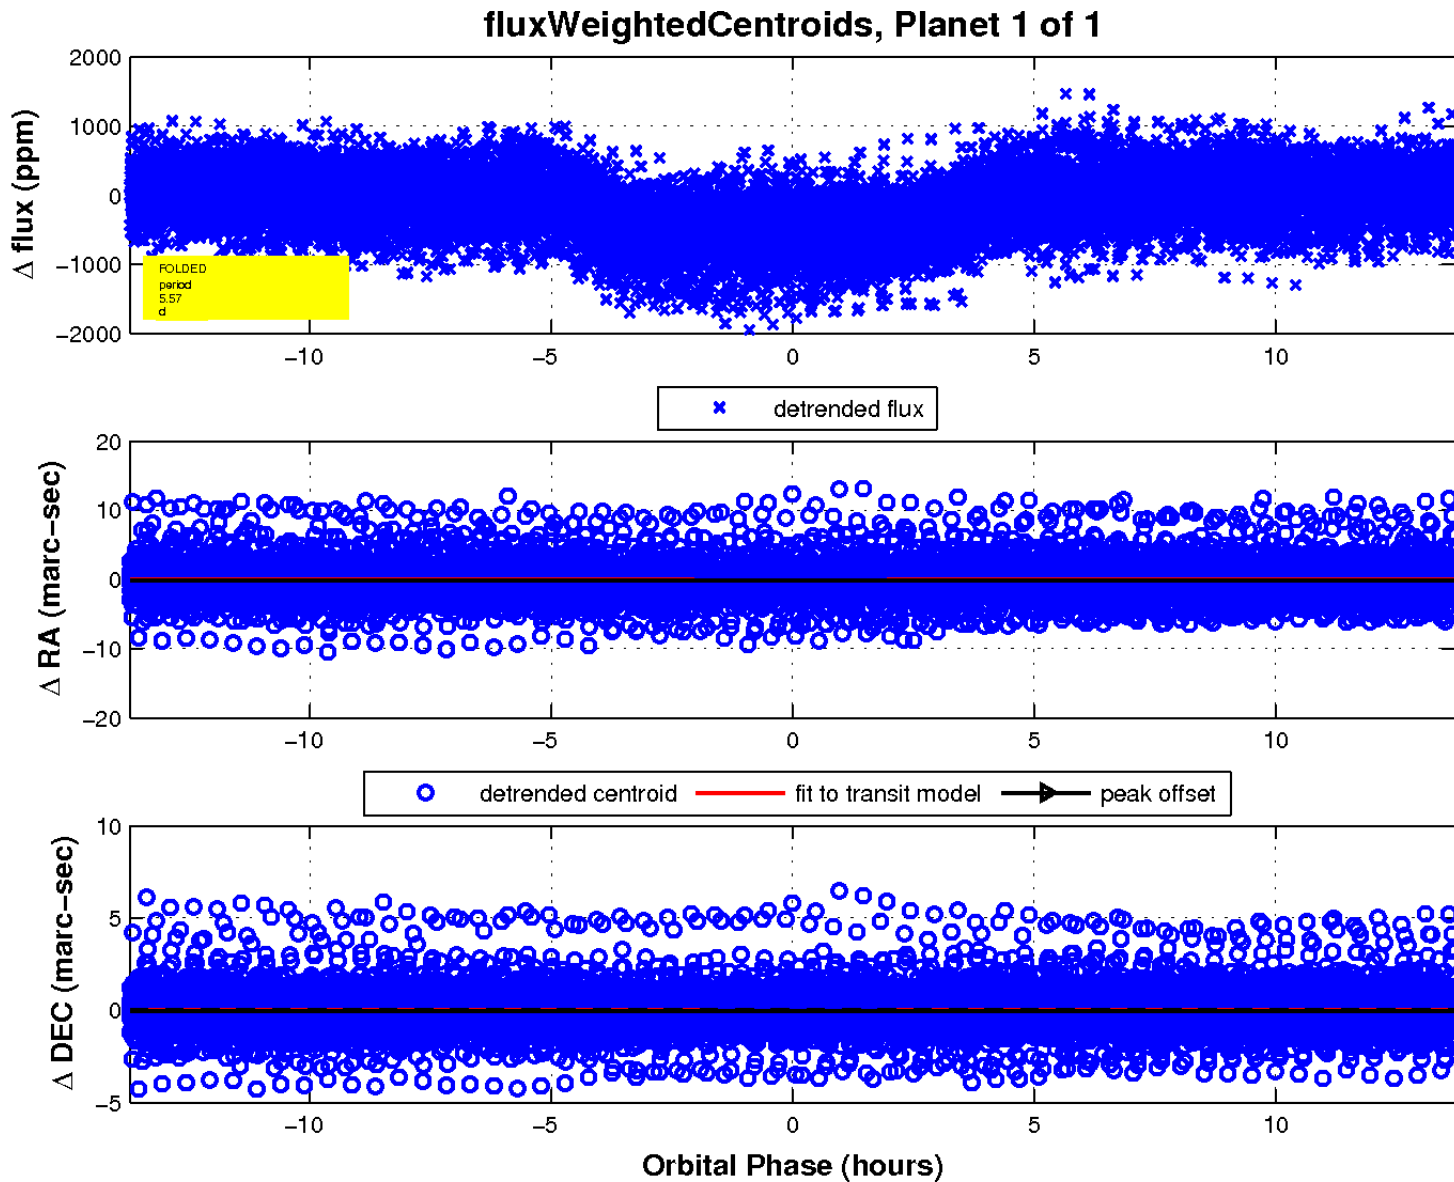 fluxWeightedCentroids, Planet 1 of 1
Δ flux (ppm)
2000
1000
0
−1000
−2000
FOLDED
period
5.57
d
−10 −5 0 5 10
detrended flux
Δ RA (marc−sec)
20
10
0
−10
−20
−10 −5 0 5 10
detrended centroid fit to transit model peak offset
Δ DEC (marc−sec)
10
5
0
−5
−10 −5 0 5 10
Orbital Phase (hours)